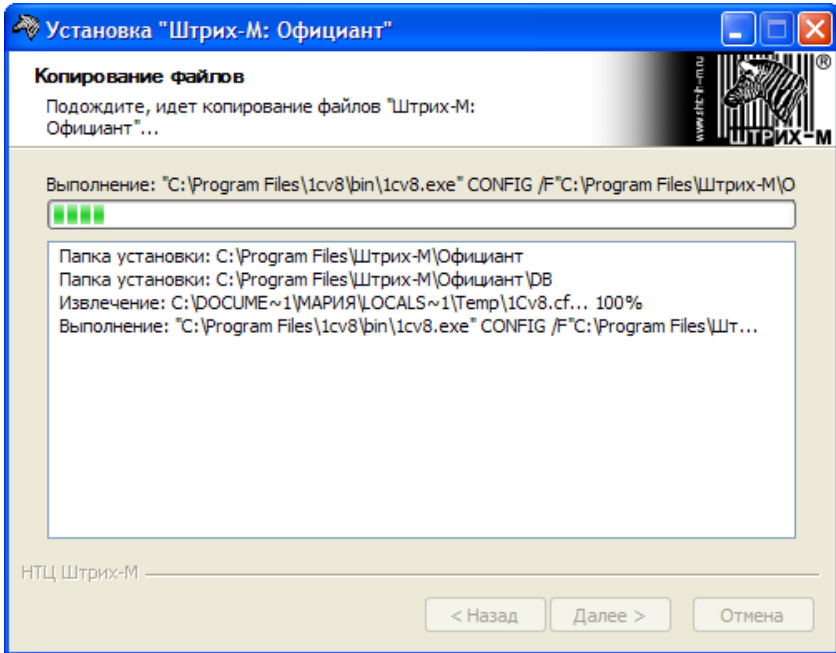 Установка "Штрих-М: Официант"
Копирование файлов
Подождите, идет копирование файлов "Штрих-М:
Официант"...
www.shtrih-m.ru
®
ШТРИХ-М
Выполнение: "C:\Program Files\1cv8\bin\1cv8.exe" CONFIG /F"C:\Program Files\Штрих-М\О
Папка установки: C:\Program Files\Штрих-М\Официант
Папка установки: C:\Program Files\Штрих-М\Официант\DB
Извлечение: C:\DOCUME~1\МАРИЯ\LOCALS~1\Temp\1Cv8.cf... 100%
Выполнение: "C:\Program Files\1cv8\bin\1cv8.exe" CONFIG /F"C:\Program Files\Шт...
НТЦ Штрих-М
< Назад
Далее >
Отмена